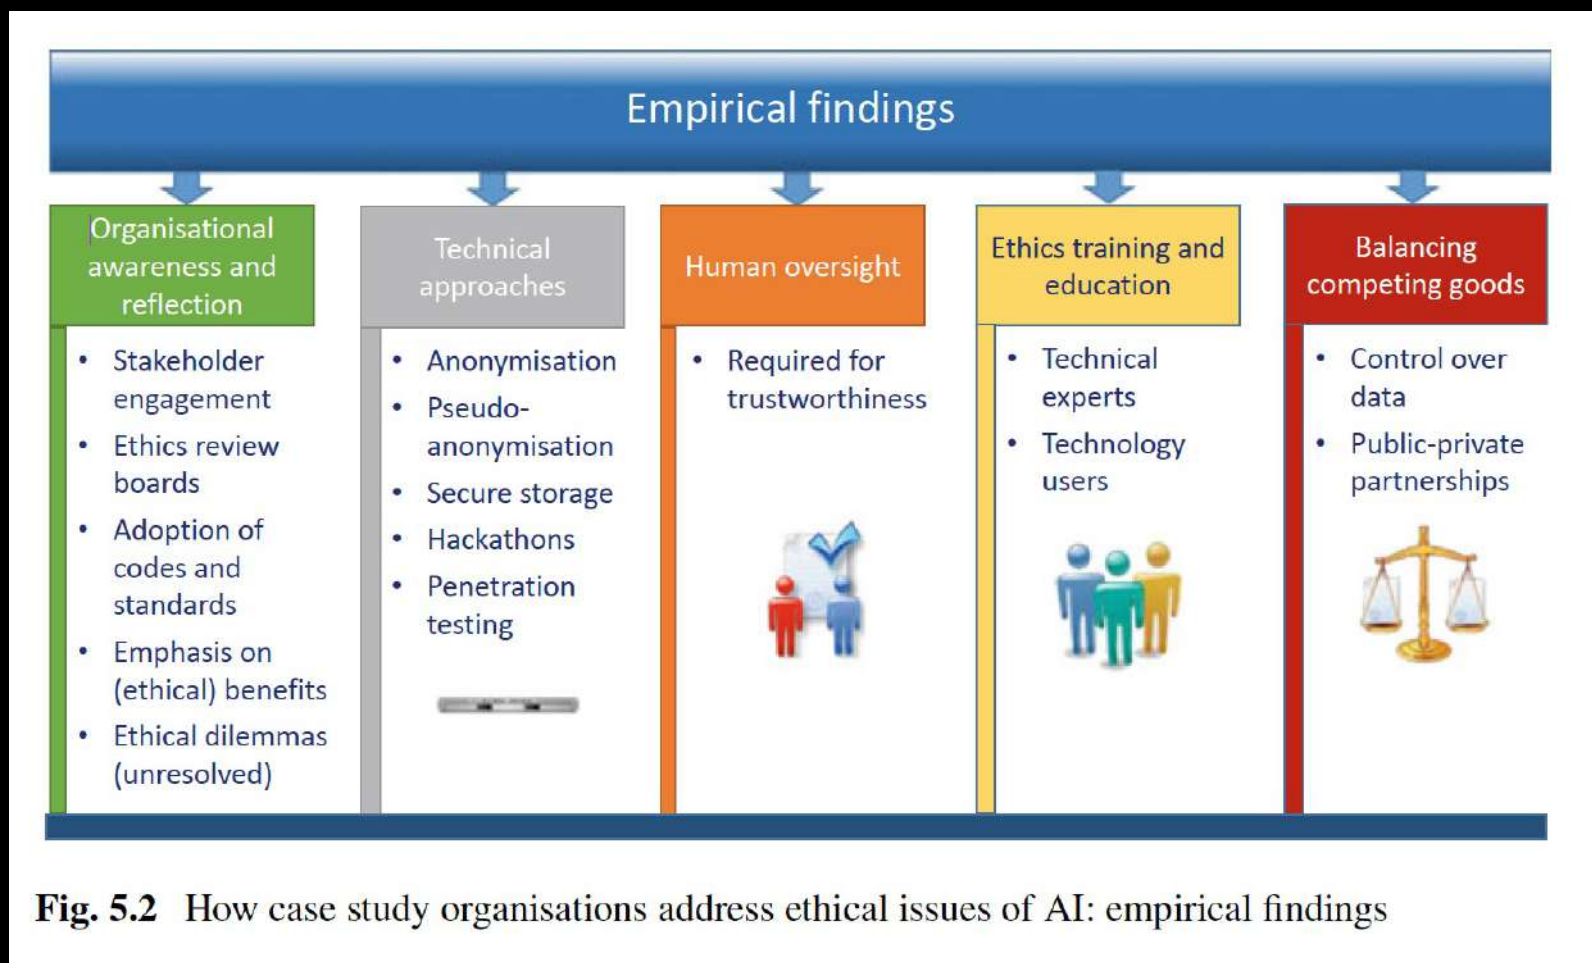 Empirical findings
Organisational
awareness and
reflection
• Stakeholder
engagement
• Ethics review
boards
• Adoption of
codes and
standards
• Emphasis on
(ethical) benefits
• Ethical dilemmas
(unresolved)
Technical
approaches
• Anonymisation
• Pseudo-
anonymisation
• Secure storage
• Hackathons
• Penetration
testing
Human oversight
• Required for
trustworthiness
Ethics training and
education
• Technical
experts
• Technology
users
Balancing
competing goods
• Control over
data
• Public-private
partnerships
Fig. 5.2 How case study organisations address ethical issues of AI: empirical findings